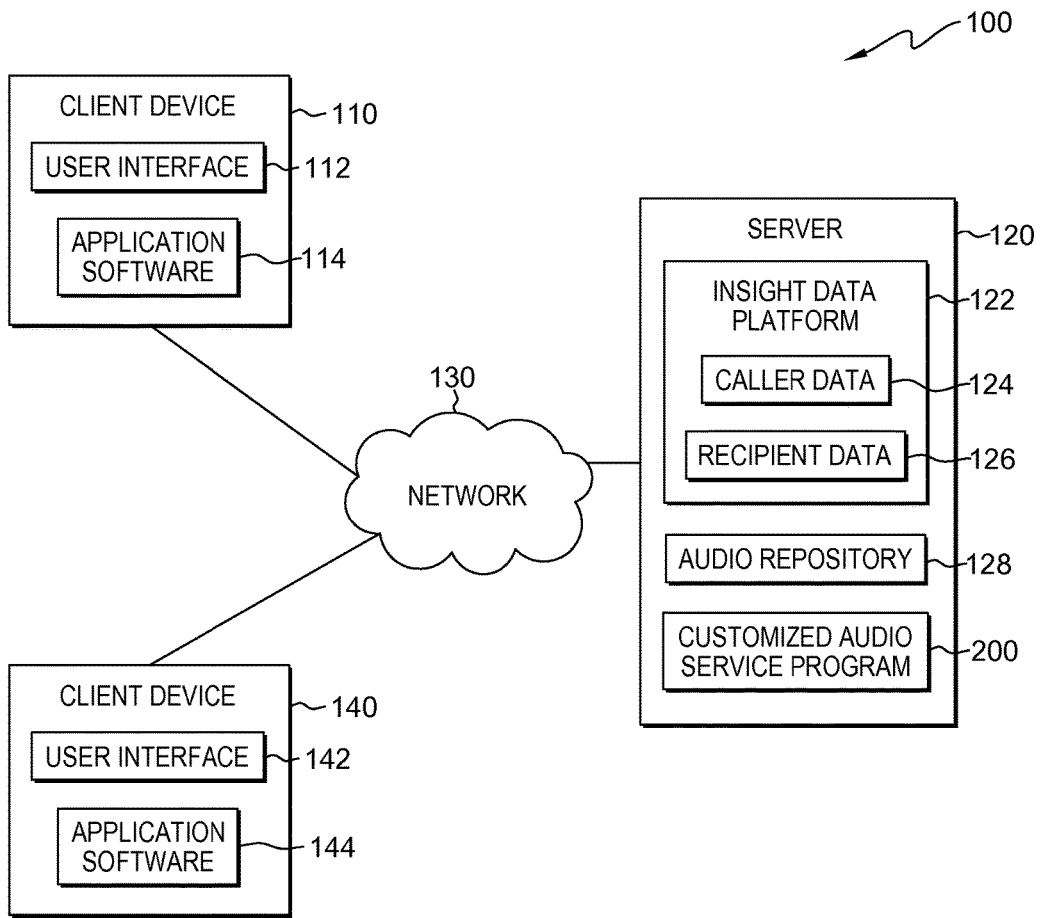 100
CLIENT DEVICE
110
USER INTERFACE
112
APPLICATION
SOFTWARE
114
SERVER
120
INSIGHT DATA
PLATFORM
122
CALLER DATA
124
RECIPIENT DATA
126
AUDIO REPOSITORY
128
CUSTOMIZED AUDIO
SERVICE PROGRAM
200
130
NETWORK
CLIENT DEVICE
140
USER INTERFACE
142
APPLICATION
SOFTWARE
144